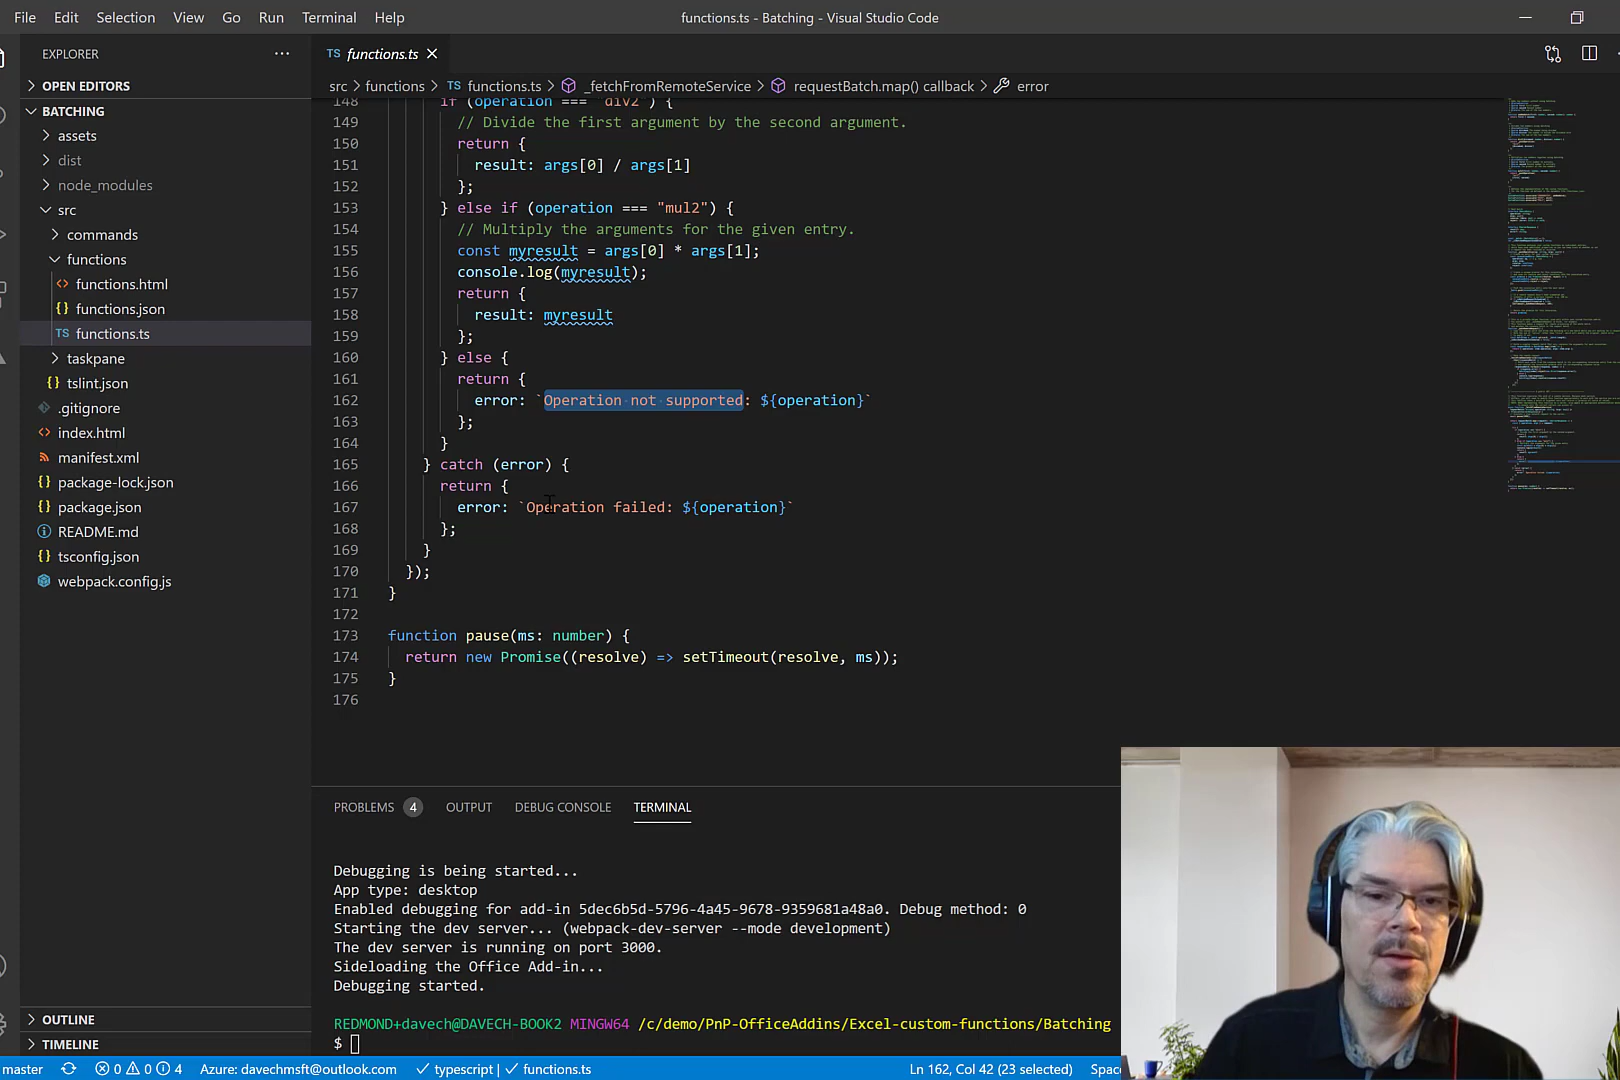 File Edit Selection View Go Run Terminal Help functions.ts - Batching - Visual Studio Code
EXPLORER
TS functions.ts
OPEN EDITORS
src > functions > TS functions.ts > _fetchFromRemoteService > requestBatch.map() callback > error
BATCHING
assets
dist
node_modules
src
commands
functions
functions.html
{} functions.json
TS functions.ts
taskpane
{} tslint.json
.gitignore
index.html
manifest.xml
{} package-lock.json
{} package.json
README.md
{} tsconfig.json
webpack.config.js
OUTLINE
TIMELINE
148 if (operation === "div2") {
149 // Divide the first argument by the second argument.
150 return {
151 result: args[0] / args[1]
152 };
153 } else if (operation === "mul2") {
154 // Multiply the arguments for the given entry.
155 const myresult = args[0] * args[1];
156 console.log(myresult);
157 return {
158 result: myresult
159 };
160 } else {
161 return {
162 error: `Operation not supported: ${operation}`
163 };
164 }
165 } catch (error) {
166 return {
167 error: `Operation failed: ${operation}`
168 };
169 }
170 });
171 }
172
173 function pause(ms: number) {
174 return new Promise((resolve) => setTimeout(resolve, ms));
175 }
176
PROBLEMS 4 OUTPUT DEBUG CONSOLE TERMINAL
Debugging is being started...
App type: desktop
Enabled debugging for add-in 5dec6b5d-5796-4a45-9678-9359681a48a0. Debug method: 0
Starting the dev server... (webpack-dev-server --mode development)
The dev server is running on port 3000.
Sideloading the Office Add-in...
Debugging started.
REDMOND+davech@DAVECH-BOOK2 MINGW64 /c/demo/PnP-OfficeAddins/Excel-custom-functions/Batching
$
master 0 0 4 Azure: davechmsft@outlook.com typescript | functions.ts Ln 162, Col 42 (23 selected) Spac